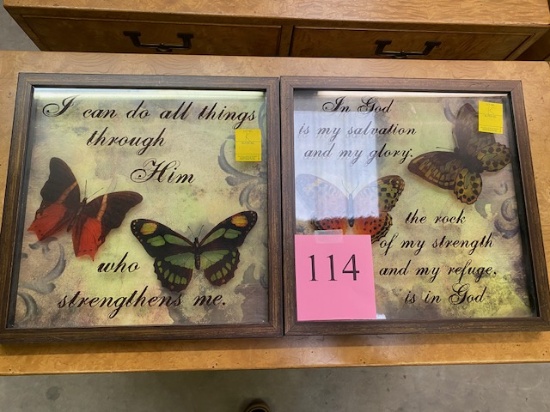 I can do all things
through
Him
who
strengthens me.
In God
is my salvation
and my glory:
the rock
of my strength
and my refuge,
is in God
114